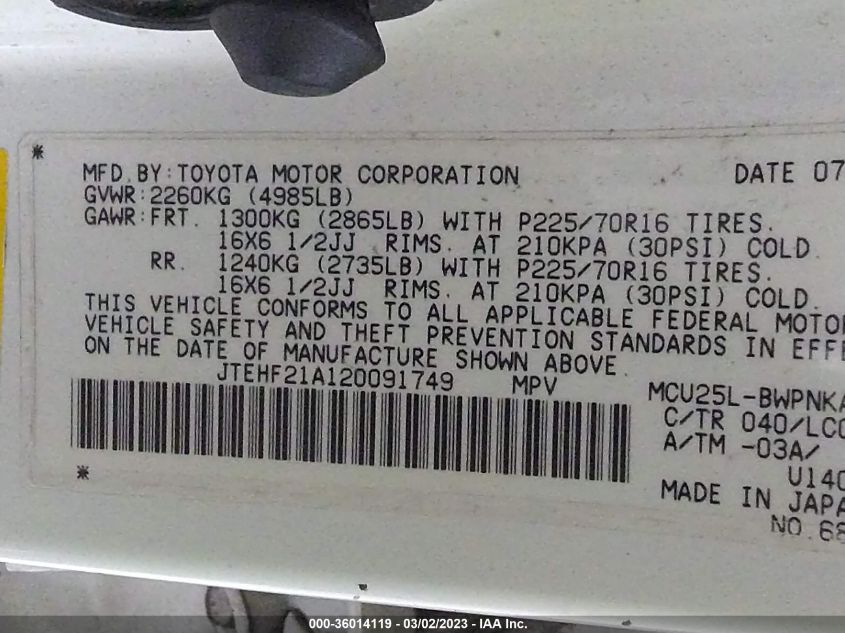 * MFD. BY: TOYOTA MOTOR CORPORATION DATE 07
GVWR: 2260KG (4985LB)
GAWR: FRT. 1300KG (2865LB) WITH P225/70R16 TIRES.
16X6 1/2JJ RIMS. AT 210KPA (30PSI) COLD.
RR. 1240KG (2735LB) WITH P225/70R16 TIRES.
16X6 1/2JJ RIMS. AT 210KPA (30PSI) COLD.
THIS VEHICLE CONFORMS TO ALL APPLICABLE FEDERAL MOTOR
VEHICLE SAFETY AND THEFT PREVENTION STANDARDS IN EFFE
ON THE DATE OF MANUFACTURE SHOWN ABOVE.
JTEHF21A120091749 MPV MCU25L-BWPNKA
C/TR 040/LC0
A/TM -03A/
U140
* MADE IN JAPA
NO. 68
000-36014119 - 03/02/2023 - IAA Inc.